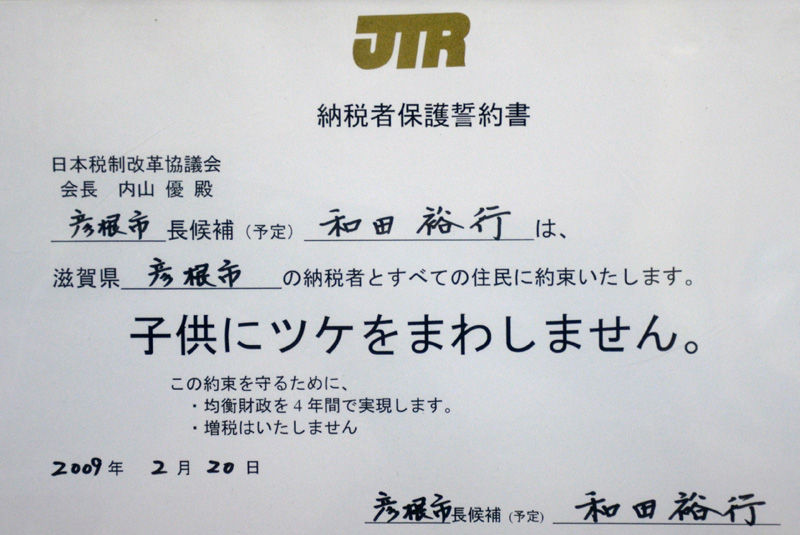 JTR
納税者保護誓約書
日本税制改革協議会
会長 内山 優 殿
彦根市長候補（予定） 和田裕行は、
滋賀県彦根市の納税者とすべての住民に約束いたします。
子供にツケをまわしません。
この約束を守るために、
・均衡財政を4年間で実現します。
・増税はいたしません
2009年 2月 20日
彦根市長候補（予定） 和田裕行